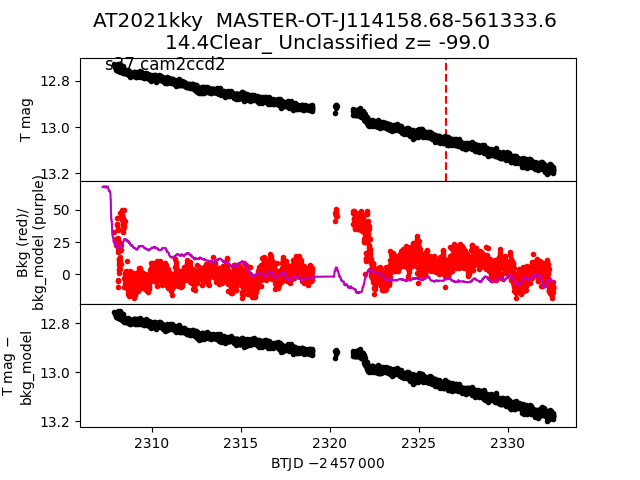 AT2021kky MASTER-OT-J114158.68-561333.6
14.4Clear_ Unclassified z= -99.0
s37 cam2ccd2
T mag
12.8
13.0
13.2
Bkg (red)/
bkg_model (purple)
50
25
0
T mag −
bkg_model
12.8
13.0
13.2
2310 2315 2320 2325 2330
BTJD −2 457 000